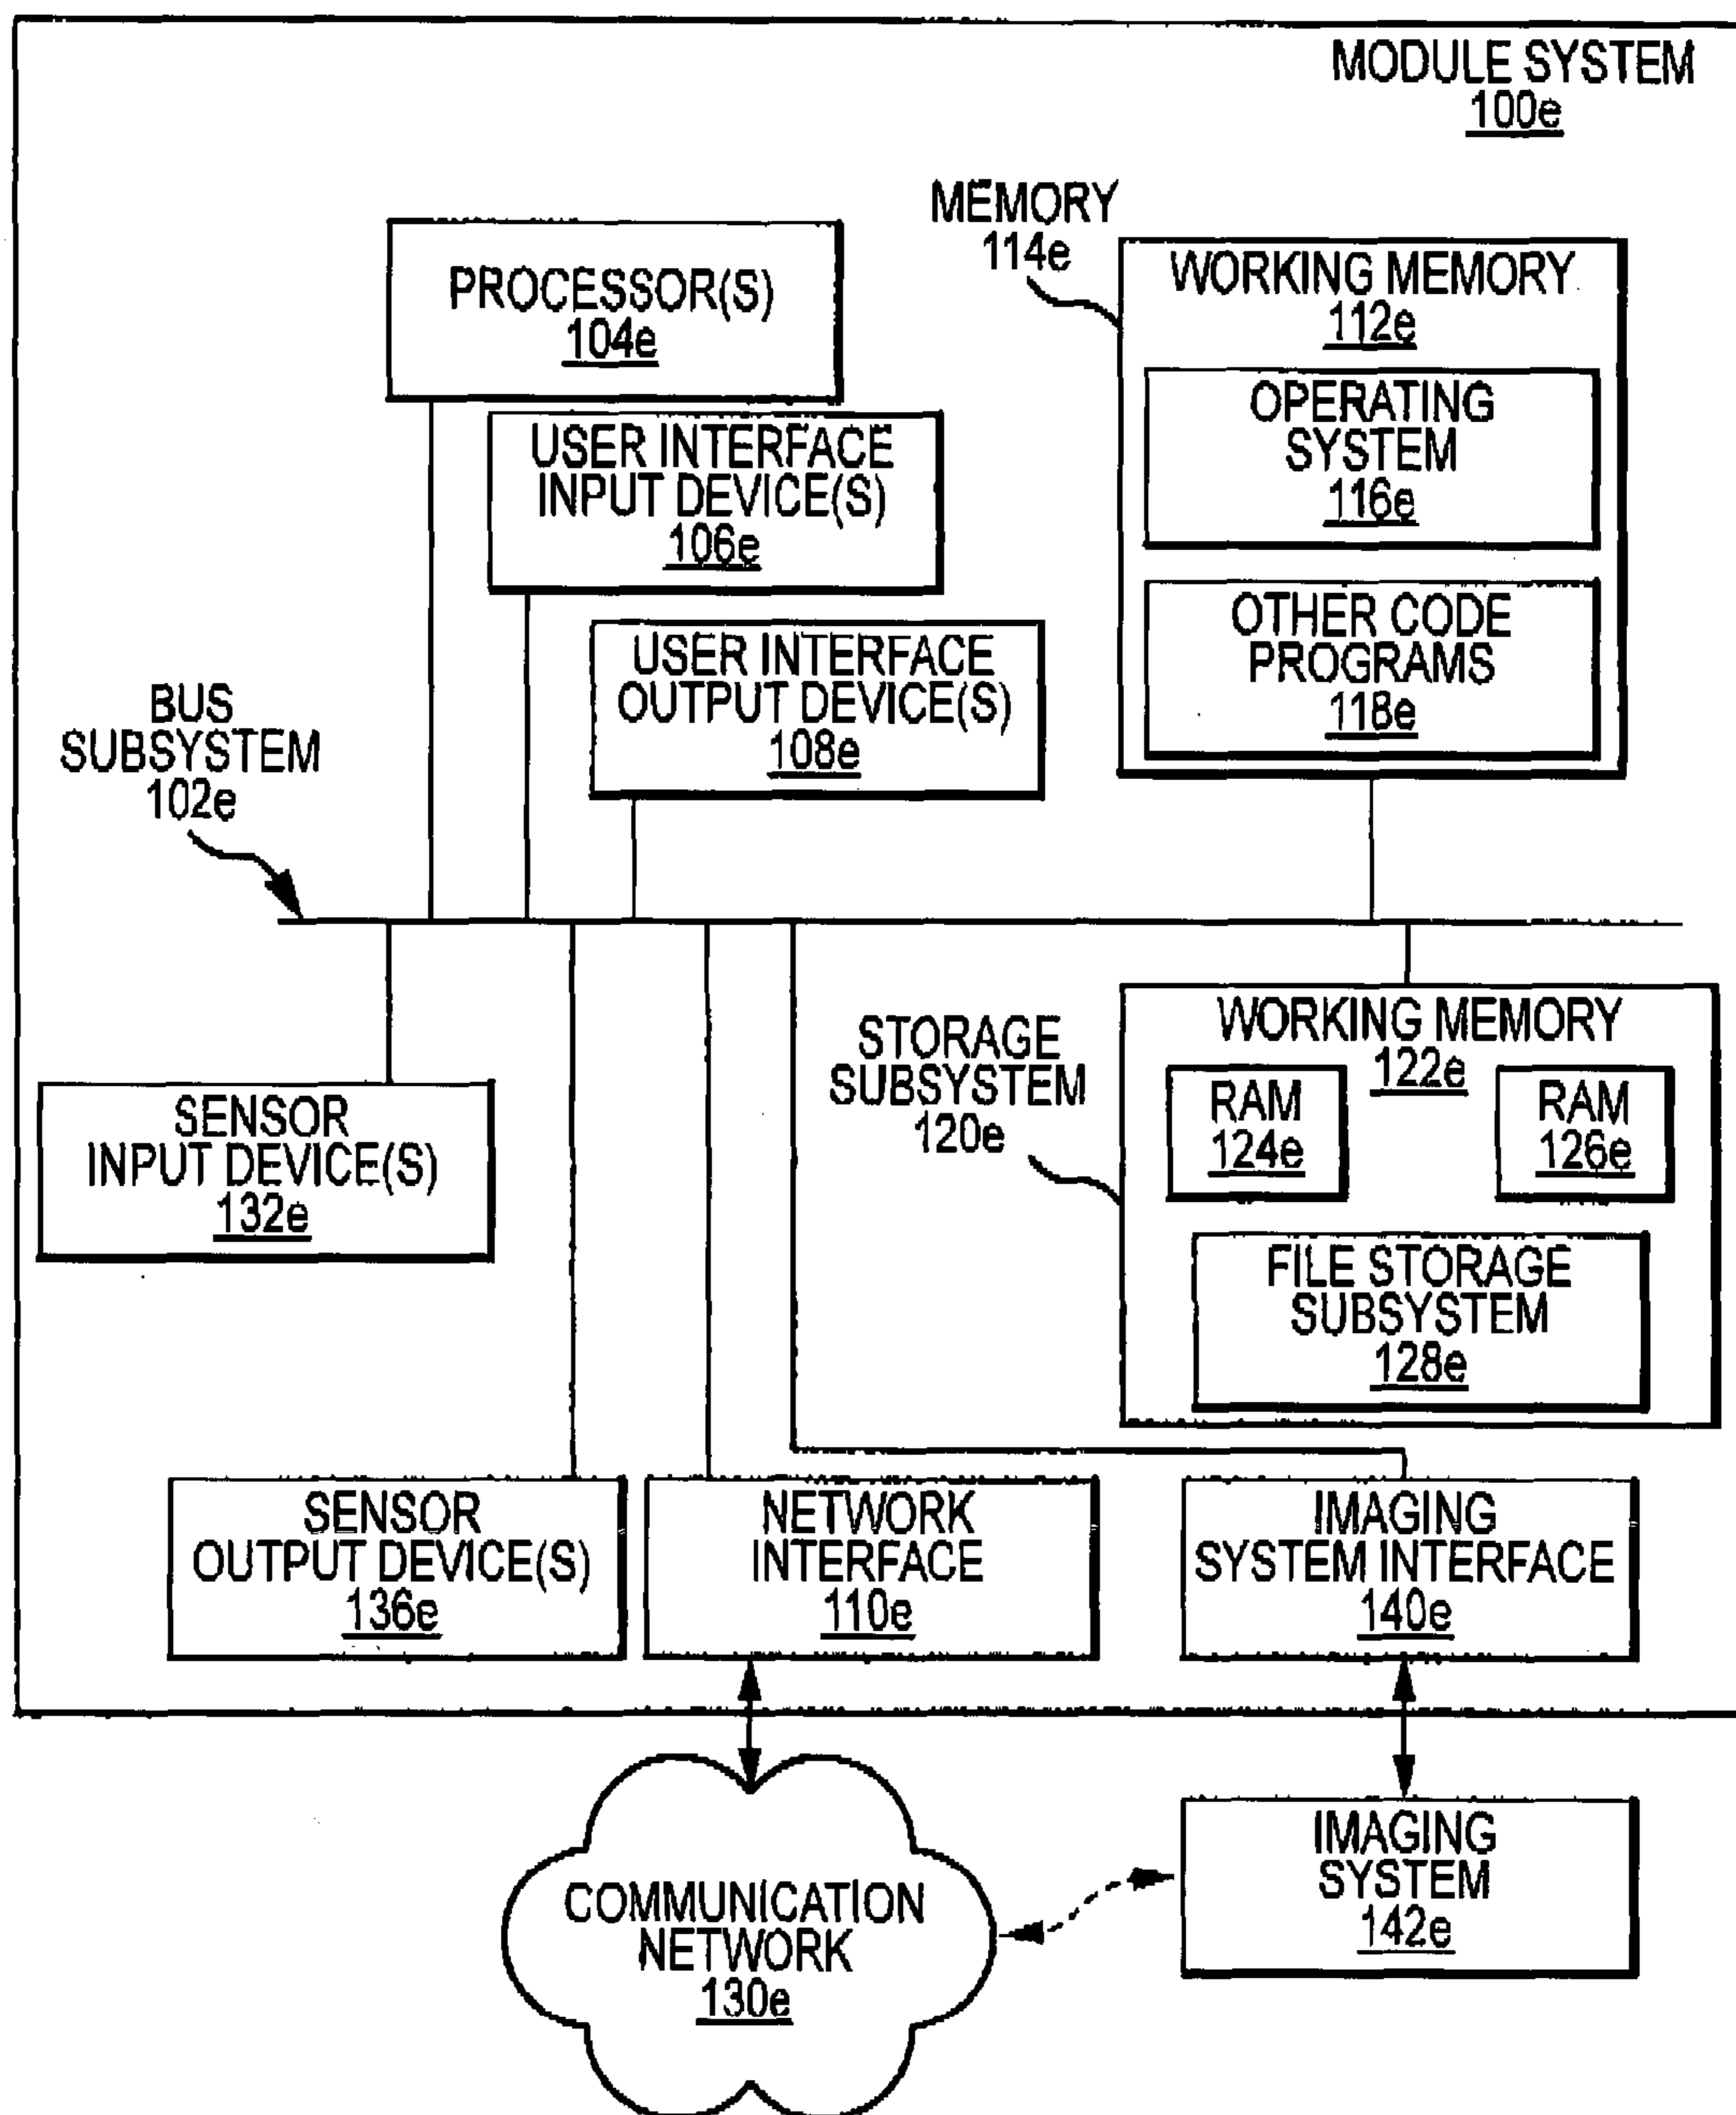 MODULE SYSTEM
100e
MEMORY
114e
PROCESSOR(S)
104e
WORKING MEMORY
112e
OPERATING
SYSTEM
116e
USER INTERFACE
INPUT DEVICE(S)
106e
OTHER CODE
PROGRAMS
118e
USER INTERFACE
OUTPUT DEVICE(S)
108e
BUS
SUBSYSTEM
102e
WORKING MEMORY
122e
STORAGE
SUBSYSTEM
120e
RAM
124e
RAM
126e
SENSOR
INPUT DEVICE(S)
132e
FILE STORAGE
SUBSYSTEM
128e
SENSOR
OUTPUT DEVICE(S)
136e
NETWORK
INTERFACE
110e
IMAGING
SYSTEM INTERFACE
140e
COMMUNICATION
NETWORK
130e
IMAGING
SYSTEM
142e